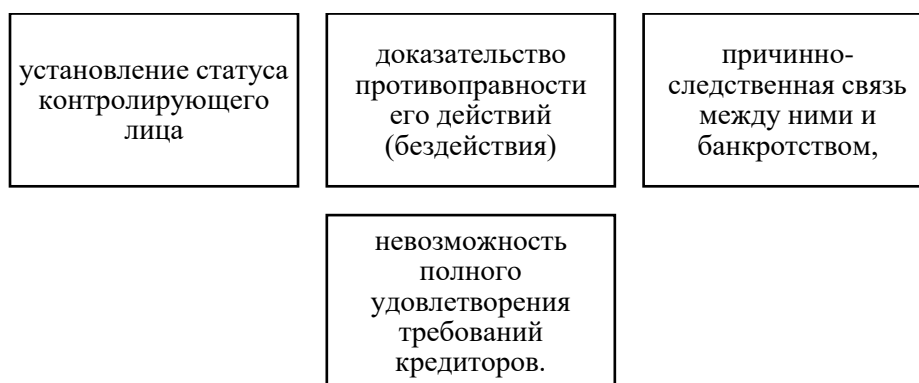 установление статуса
контролирующего
лица
доказательство
противоправности
его действий
(бездействия)
причинно-
следственная связь
между ними и
банкротством,
невозможность
полного
удовлетворения
требований
кредиторов.